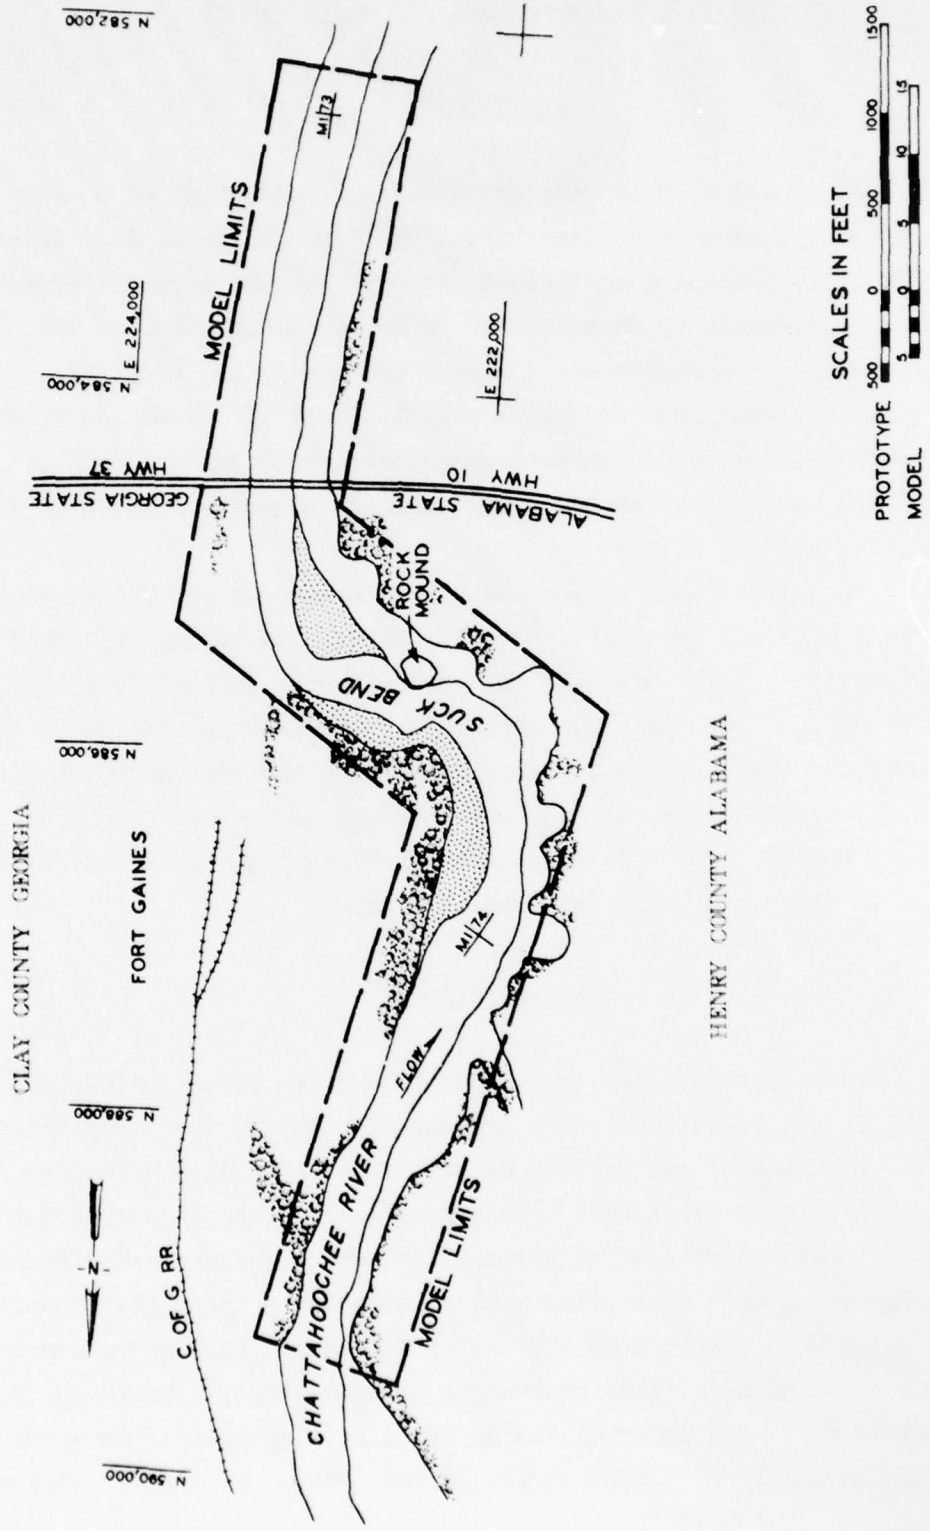 CLAY COUNTY GEORGIA
N 590,000
N 588,000
N 586,000
N 584,000
N 582,000
N
C OF G RR
FORT GAINES
GEORGIA STATE
HWY 37
E 224,000
MODEL LIMITS
MI 73
CHATTAHOOCHEE RIVER
FLOW
MI 74
SUCK BEND
ROCK
MOUND
ALABAMA STATE
HWY 10
E 222,000
MODEL LIMITS
HENRY COUNTY ALABAMA
SCALES IN FEET
PROTOTYPE 500 0 500 1000 1500
MODEL 5 0 5 10 15